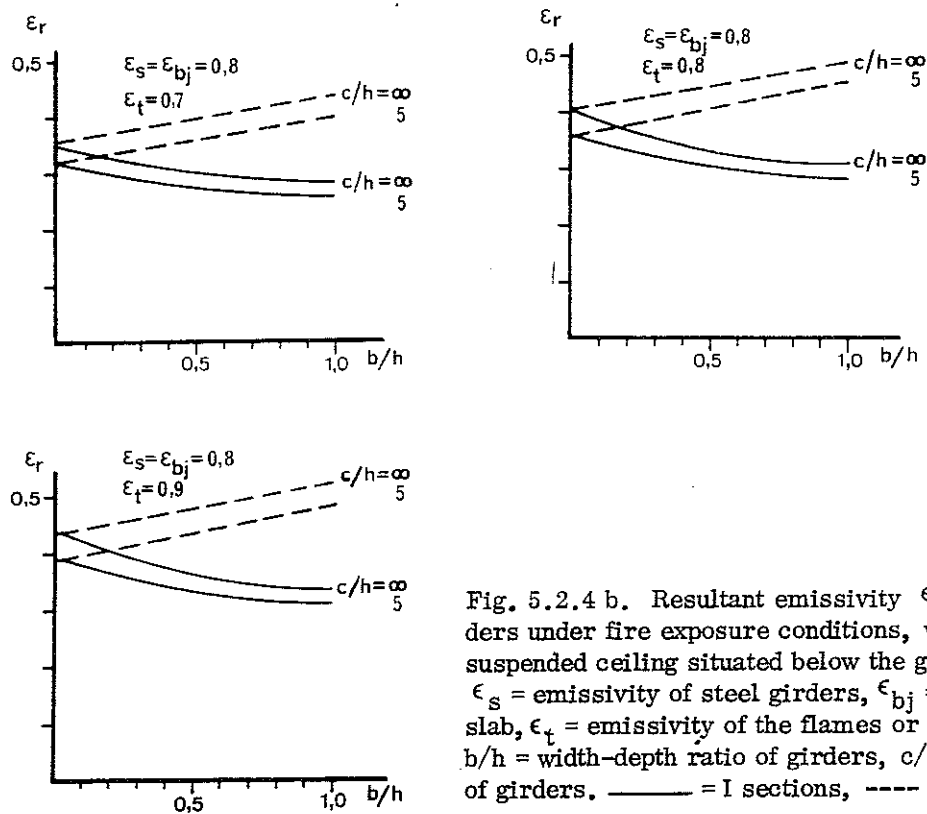 εr
0,5
εs=εbj=0,8
εt=0,7
c/h=∞
5
c/h=∞
5
0,5
1,0
b/h
εr
0,5
εs=εbj=0,8
εt=0,8
c/h=∞
5
c/h=∞
5
0,5
1,0
b/h
εr
0,5
εs=εbj=0,8
εt=0,9
c/h=∞
5
c/h=∞
5
0,5
1,0
b/h
Fig. 5.2.4 b. Resultant emissivity ϵ
ders under fire exposure conditions,
suspended ceiling situated below the g
ϵs = emissivity of steel girders, ϵbj =
slab, ϵt = emissivity of the flames or
b/h = width-depth ratio of girders, c/
of girders. ——— = I sections, ----